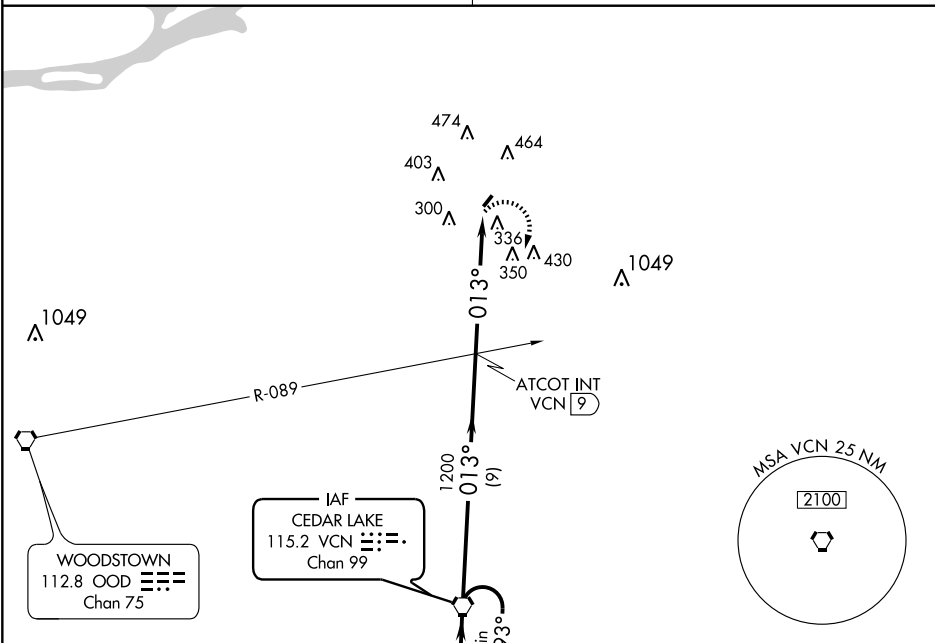 474
464
403
300
336
350
430
1049
1049
013°
R-089
ATCOT INT
VCN 9
1200
013°
(9)
MSA VCN 25 NM
2100
IAF
CEDAR LAKE
115.2 VCN
Chan 99
WOODSTOWN
112.8 OOD
Chan 75